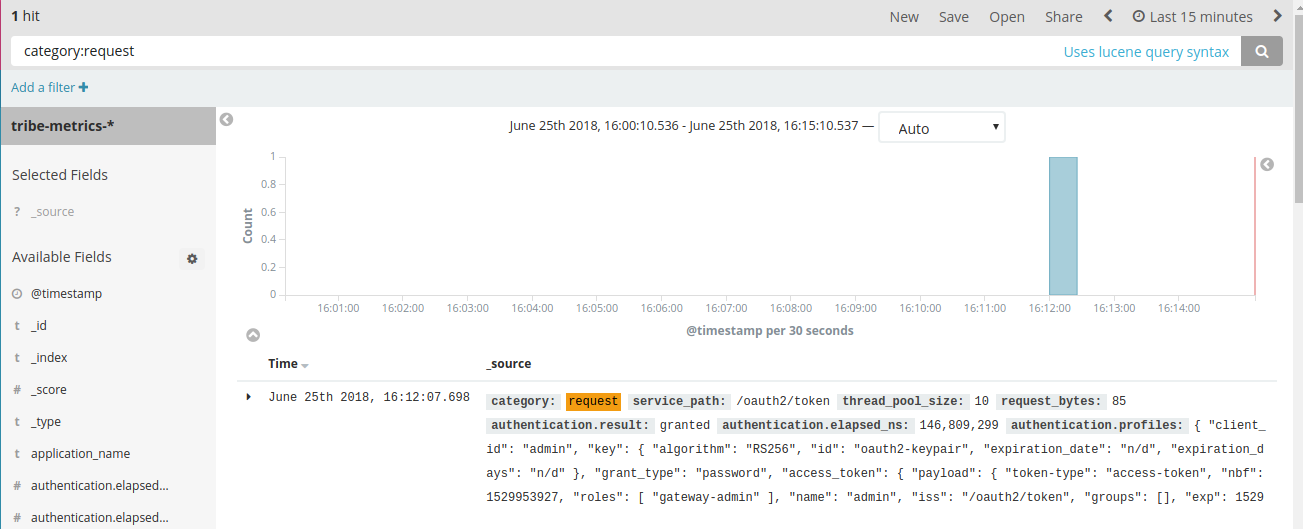 1 hit
New Save Open Share Last 15 minutes
category:request
Uses lucene query syntax
Add a filter
tribe-metrics-*
Selected Fields
? _source
Available Fields
@timestamp
t _id
t _index
# _score
t _type
t application_name
# authentication.elapsed...
# authentication.elapsed...
June 25th 2018, 16:00:10.536 - June 25th 2018, 16:15:10.537 —
Auto
Count
1
0.8
0.6
0.4
0.2
0
16:01:00 16:02:00 16:03:00 16:04:00 16:05:00 16:06:00 16:07:00 16:08:00 16:09:00 16:10:00 16:11:00 16:12:00 16:13:00 16:14:00
@timestamp per 30 seconds
Time _source
June 25th 2018, 16:12:07.698
category: request service_path: /oauth2/token thread_pool_size: 10 request_bytes: 85
authentication.result: granted authentication.elapsed_ns: 146,809,299 authentication.profiles: { "client_
id": "admin", "key": { "algorithm": "RS256", "id": "oauth2-keypair", "expiration_date": "n/d", "expiration_d
ays": "n/d" }, "grant_type": "password", "access_token": { "payload": { "token-type": "access-token", "nbf":
1529953927, "roles": [ "gateway-admin" ], "name": "admin", "iss": "/oauth2/token", "groups": [], "exp": 1529